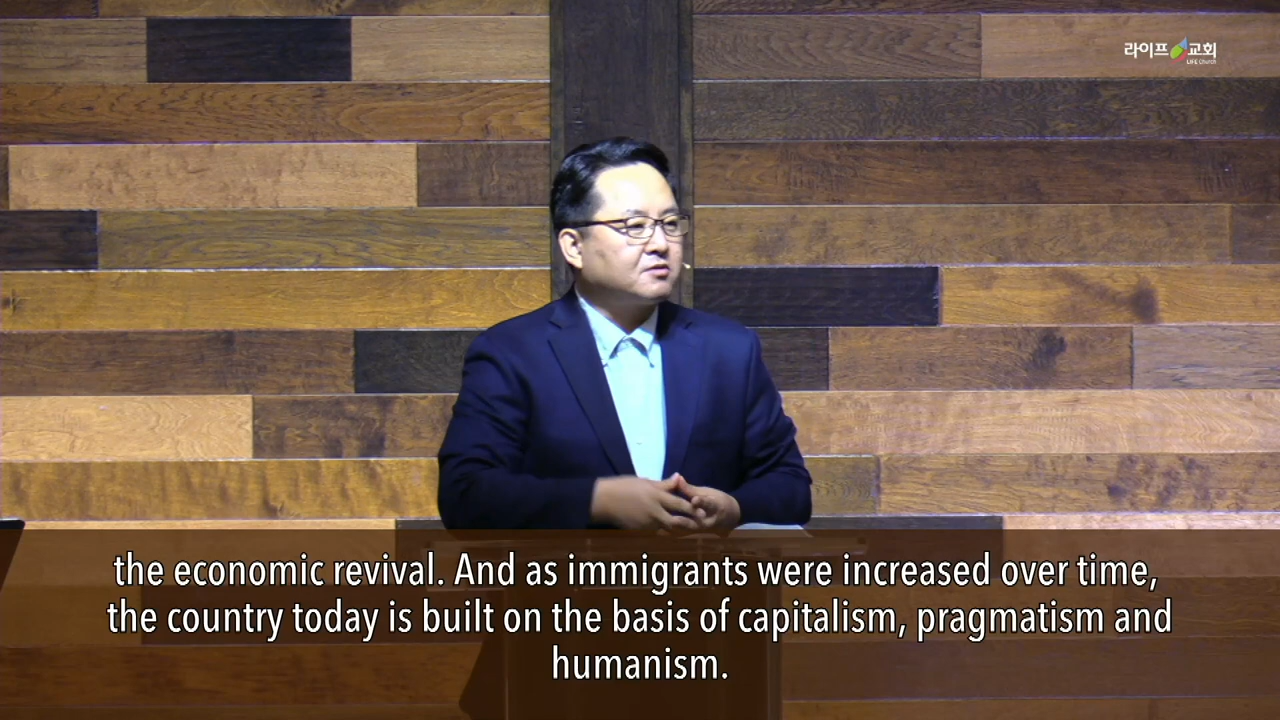 라이프 교회
LIFE Church
the economic revival. And as immigrants were increased over time,
the country today is built on the basis of capitalism, pragmatism and
humanism.